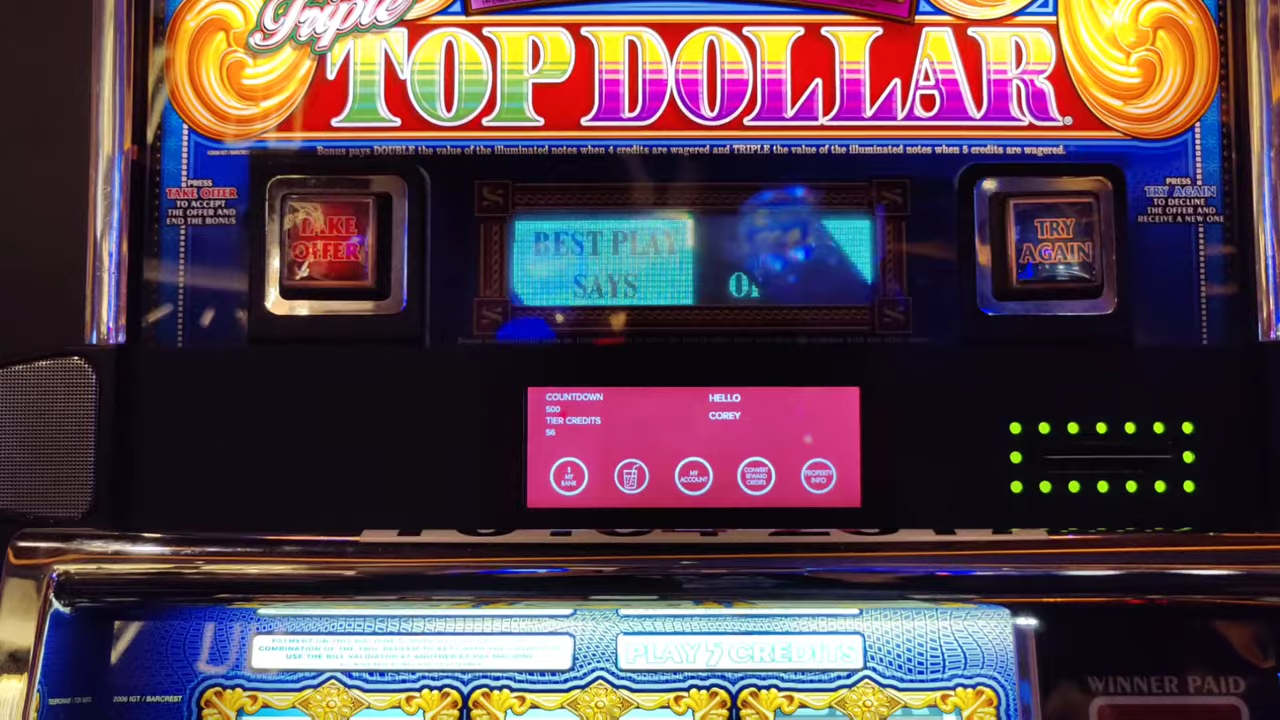 Triple
TOP DOLLAR®
Bonus pays DOUBLE the value of the illuminated notes when 4 credits are wagered and TRIPLE the value of the illuminated notes when 5 credits are wagered.
PRESS
TAKE OFFER
TO ACCEPT
THE OFFER AND
END THE BONUS
TAKE
OFFER
BEST PLAY
SAYS
TRY
AGAIN
PRESS
TRY AGAIN
TO DECLINE
THE OFFER AND
RECEIVE A NEW ONE
COUNTDOWN
500
TIER CREDITS
56
HELLO
COREY
$
MY
BANK
MY
ACCOUNT
CONVERT
REWARD
CREDITS
PROPERTY
INFO
PLAY 5 CREDITS
2006 IGT / BARCREST
WINNER PAID